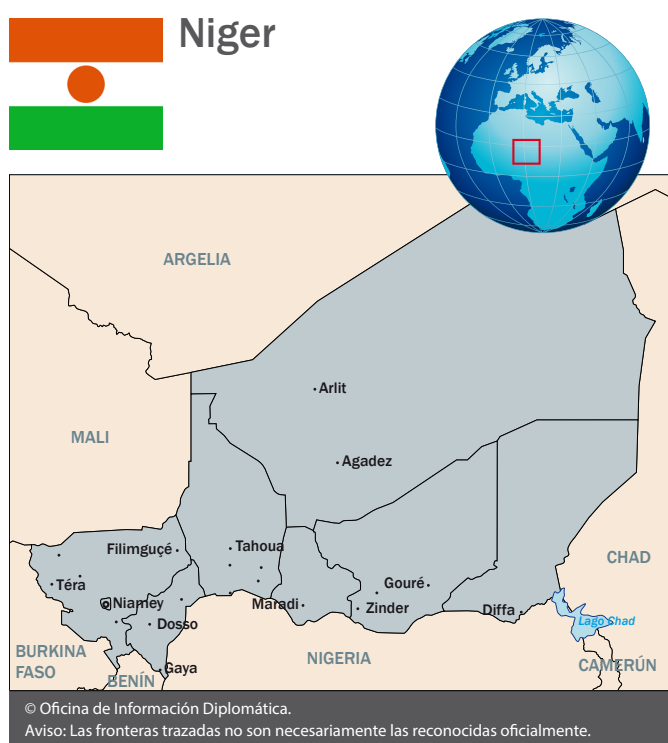 Niger
ARGELIA
Arlit
MALI
Agadez
Filimguçé
Tahoua
CHAD
Téra
Gouré
Niamey
Maradi
Zinder
Diffa
Dosso
Lago Chad
BURKINA
FASO
NIGERIA
Gaya
CAMERÚN
BENÍN
© Oficina de Información Diplomática.
Aviso: Las fronteras trazadas no son necesariamente las reconocidas oficialmente.